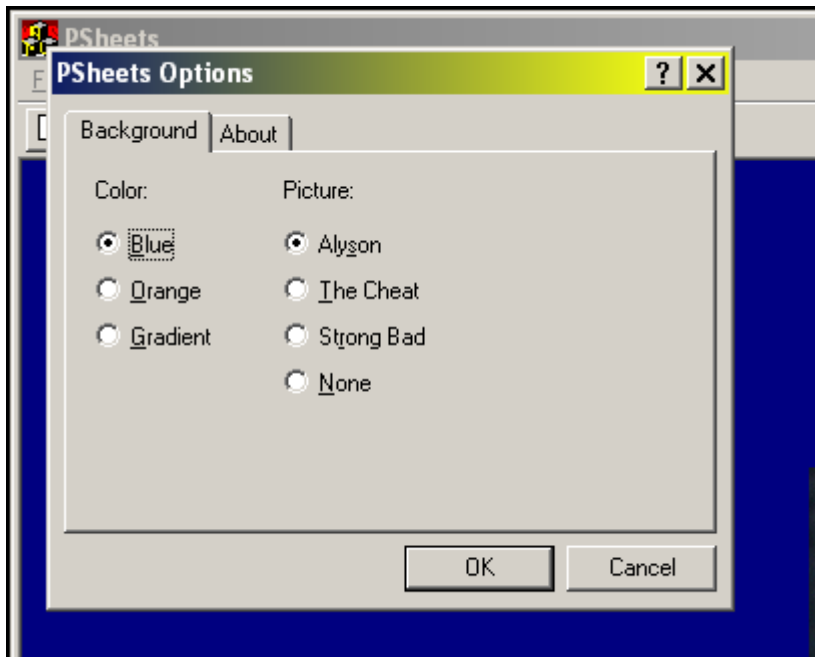 PSheets
F
PSheets Options
?
Background About
Color: Picture:
Blue Alyson
Orange The Cheat
Gradient Strong Bad
None
OK Cancel